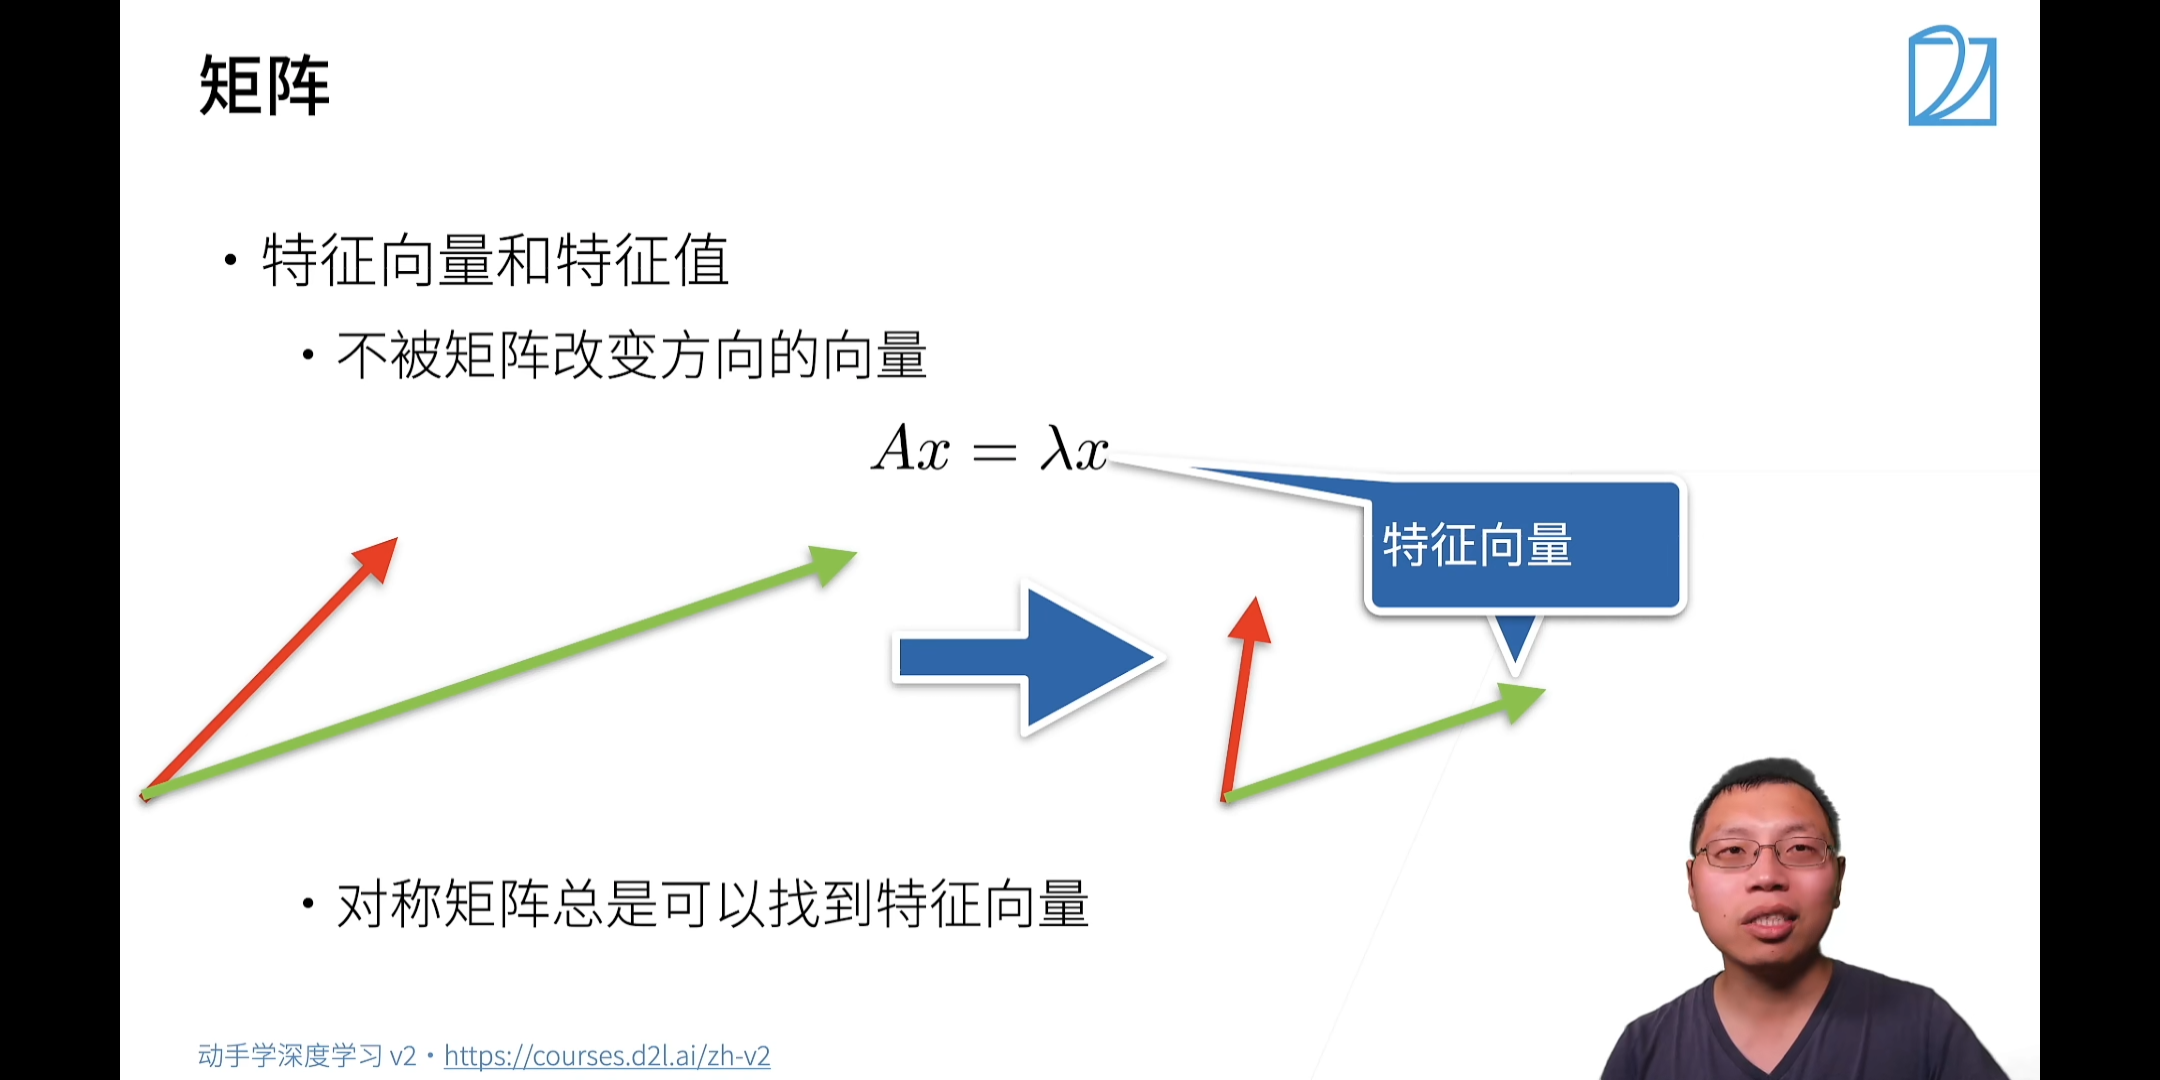 矩阵
• 特征向量和特征值
• 不被矩阵改变方向的向量
Ax = λx
特征向量
• 对称矩阵总是可以找到特征向量
动手学深度学习 v2 • https://courses.d2l.ai/zh-v2